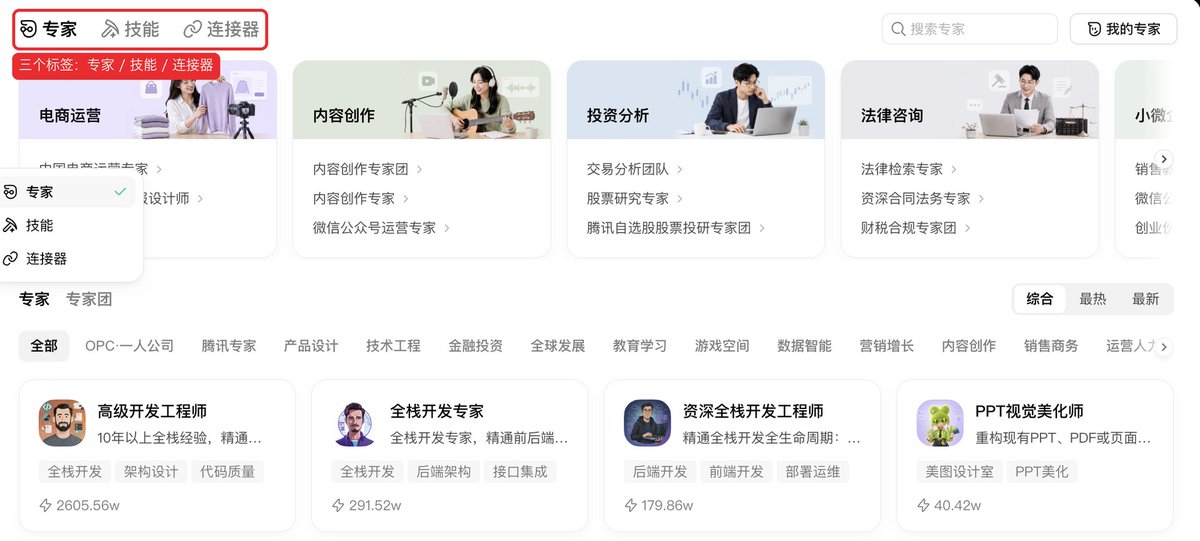 专家 技能 连接器
搜索专家
我的专家
三个标签：专家 / 技能 / 连接器
电商运营
内容创作
投资分析
法律咨询
中国电商运营专家
设计师
内容创作专家团
内容创作专家
微信公众号运营专家
交易分析团队
股票研究专家
腾讯自选股股票投研专家团
法律检索专家
资深合同法务专家
财税合规专家团
小微
销售
微信
创业
专家
技能
连接器
专家 专家团
综合 最热 最新
全部 OPC·一人公司 腾讯专家 产品设计 技术工程 金融投资 全球发展 教育学习 游戏空间 数据智能 营销增长 内容创作 销售商务 运营人力
高级开发工程师
10年以上全栈经验，精通...
全栈开发 架构设计 代码质量
2605.56w
全栈开发专家
全栈开发专家，精通前后端...
全栈开发 后端架构 接口集成
291.52w
资深全栈开发工程师
精通全栈开发全生命周期：...
后端开发 前端开发 部署运维
179.86w
PPT视觉美化师
重构现有PPT、PDF或页面...
美图设计室 PPT美化
40.42w